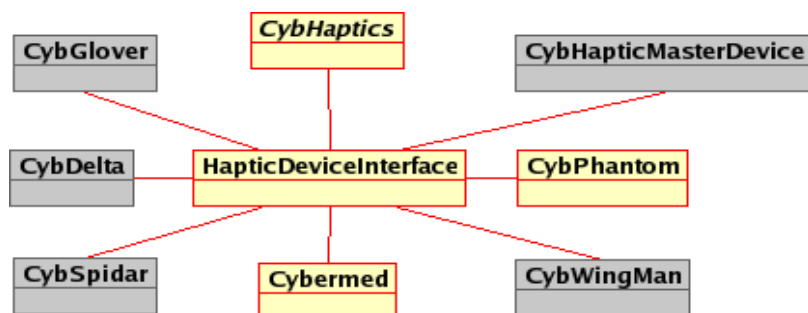 CybGlover
CybHaptics
CybHapticMasterDevice
CybDelta
HapticDeviceInterface
CybPhantom
CybSpidar
Cybermed
CybWingMan